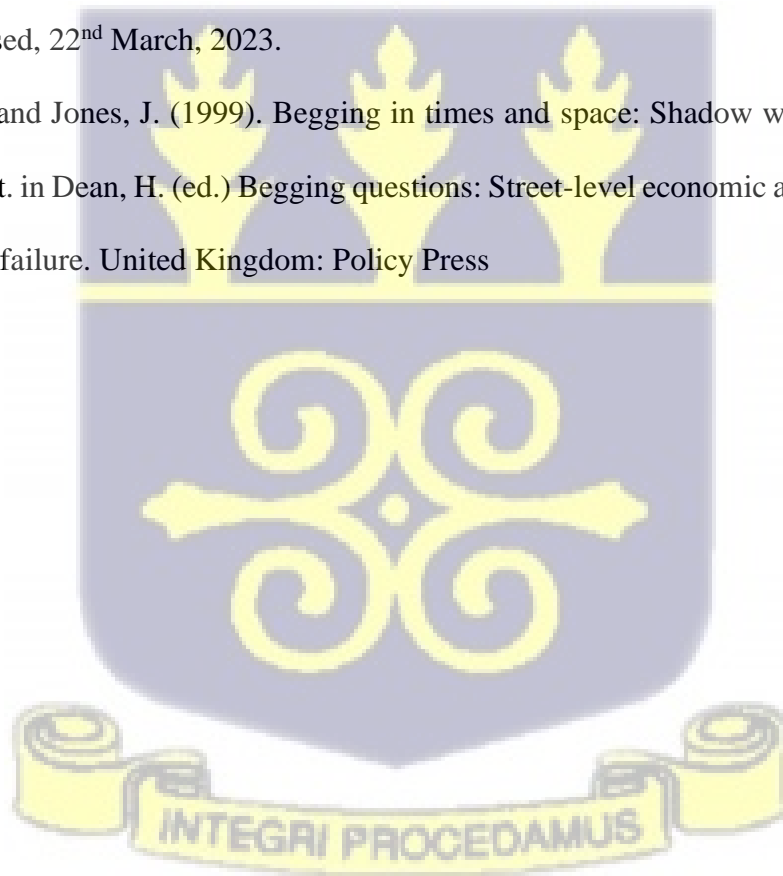 sed, 22nd March, 2023.
and Jones, J. (1999). Begging in times and space: Shadow w
t. in Dean, H. (ed.) Begging questions: Street-level economic a
failure. United Kingdom: Policy Press
INTEGRI PROCEDAMUS